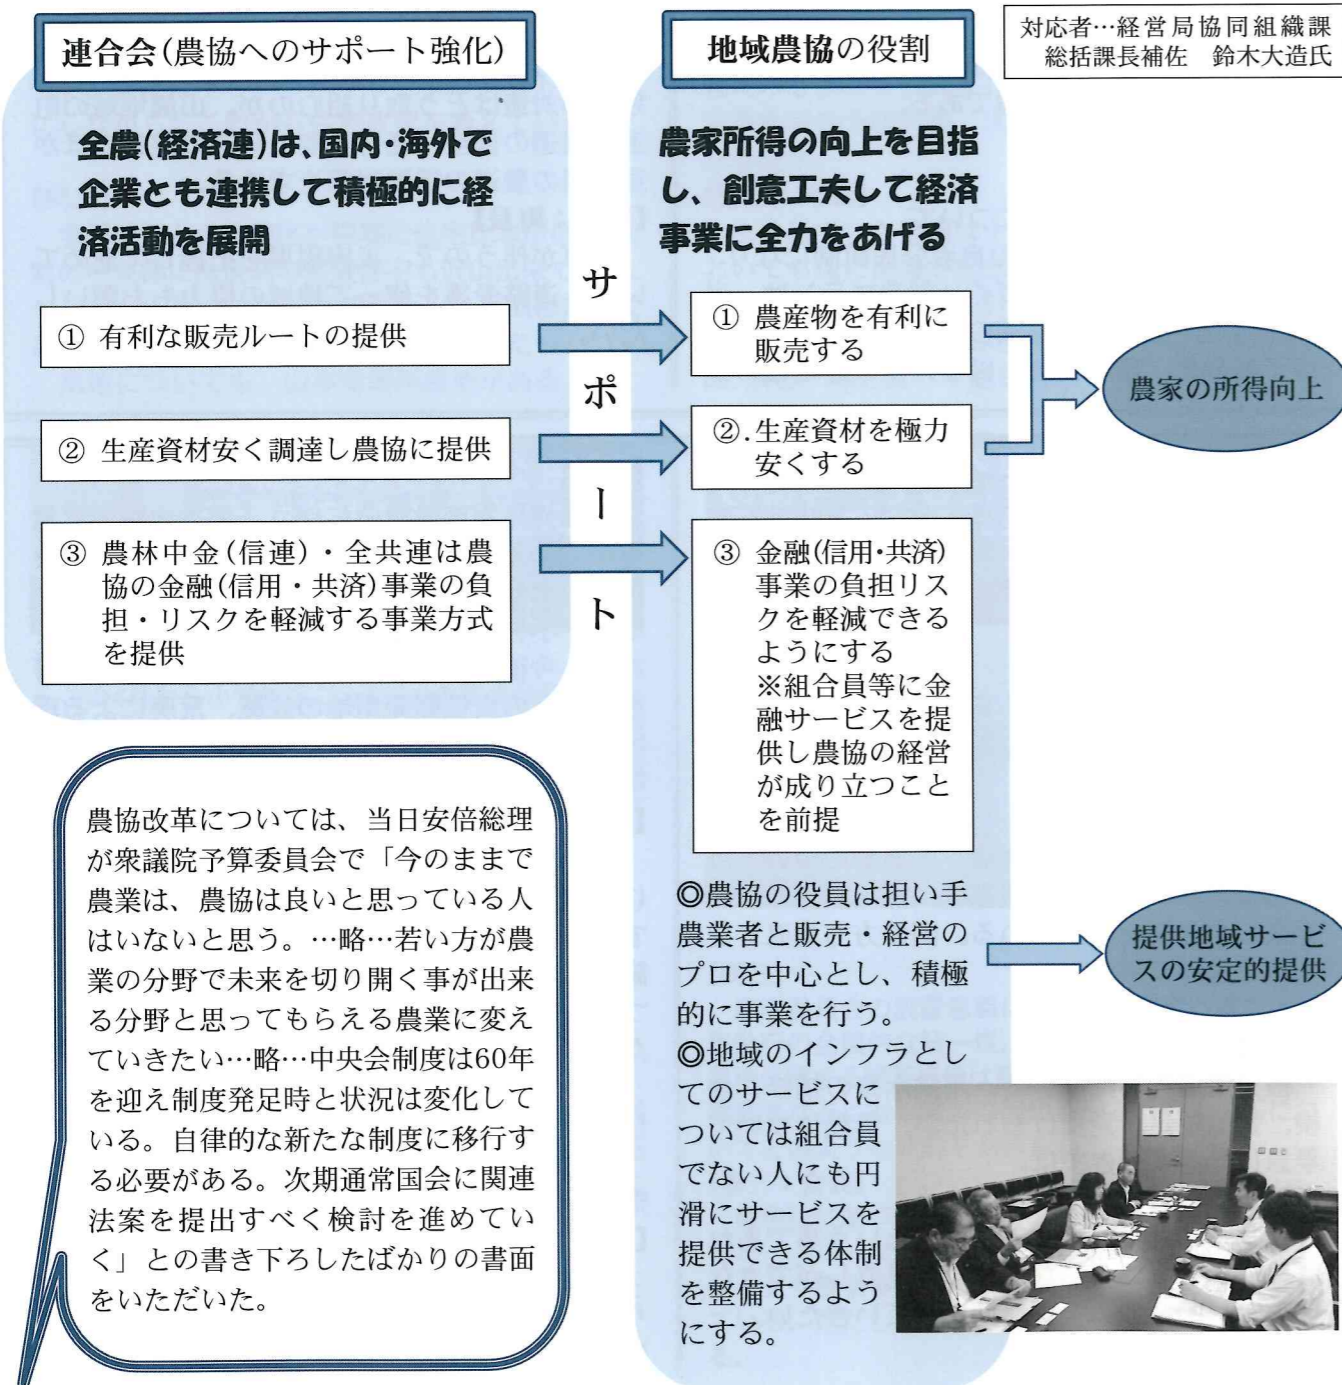 連合会(農協へのサポート強化)
全農(経済連)は、国内･海外で
企業とも連携して積極的に経
済活動を展開
① 有利な販売ルートの提供
② 生産資材安く調達し農協に提供
③ 農林中金(信連)・全共連は農
協の金融(信用・共済)事業の負
担・リスクを軽減する事業方式
を提供
サポート
地域農協の役割
農家所得の向上を目指
し、創意工夫して経済
事業に全力をあげる
① 農産物を有利に
販売する
②.生産資材を極力
安くする
③ 金融(信用･共済)
事業の負担リス
クを軽減できる
ようにする
※組合員等に金
融サービスを提
供し農協の経営
が成り立つこと
を前提
◎農協の役員は担い手
農業者と販売・経営の
プロを中心とし、積極
的に事業を行う。
◎地域のインフラとし
てのサービスに
ついては組合員
でない人にも円
滑にサービスを
提供できる体制
を整備するよう
にする。
対応者…経営局協同組織課
総括課長補佐　鈴木大造氏
農家の所得向上
提供地域サービ
スの安定的提供
農協改革については、当日安倍総理
が衆議院予算委員会で「今のままで
農業は、農協は良いと思っている人
はいないと思う。…略…若い方が農
業の分野で未来を切り開く事が出来
る分野と思ってもらえる農業に変え
ていきたい…略…中央会制度は60年
を迎え制度発足時と状況は変化して
いる。自律的な新たな制度に移行す
る必要がある。次期通常国会に関連
法案を提出すべく検討を進めてい
く」との書き下ろしたばかりの書面
をいただいた。